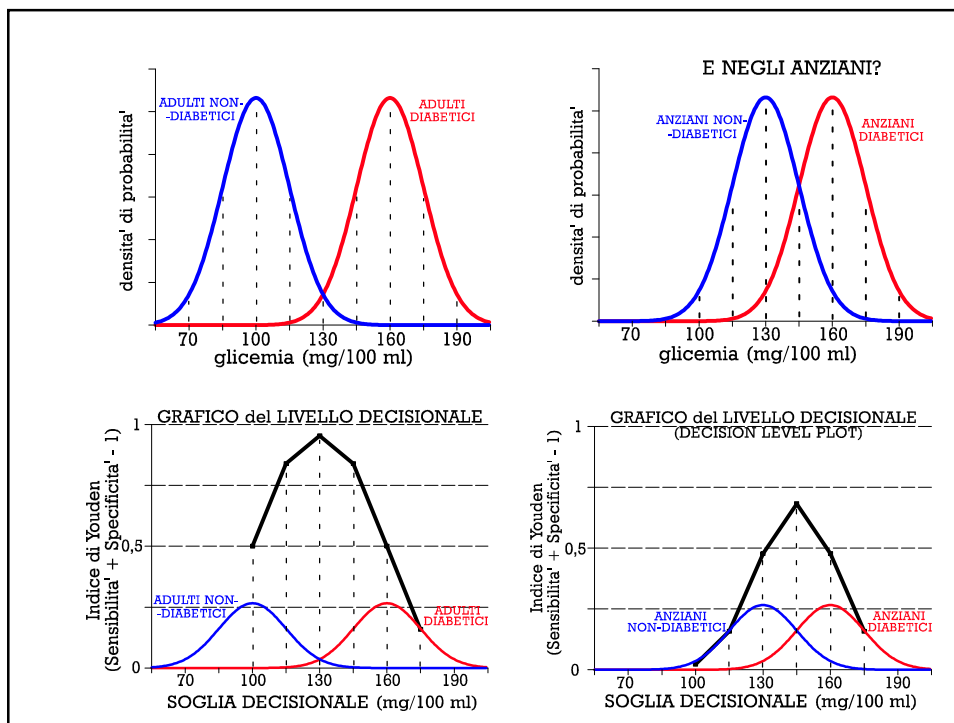 ADULTI NON-
-DIABETICI
ADULTI
DIABETICI
densita' di probabilita'
70 100 130 160 190
glicemia (mg/100 ml)
E NEGLI ANZIANI?
ANZIANI NON-
-DIABETICI
ANZIANI
DIABETICI
densita' di probabilita'
70 100 130 160 190
glicemia (mg/100 ml)
GRAFICO del LIVELLO DECISIONALE
Indice di Youden
(Sensibilita' + Specificita' - 1)
1
0,5
0
ADULTI NON-
-DIABETICI
ADULTI
DIABETICI
70 100 130 160 190
SOGLIA DECISIONALE (mg/100 ml)
GRAFICO del LIVELLO DECISIONALE
(DECISION LEVEL PLOT)
Indice di Youden
(Sensibilita' + Specificita' - 1)
1
0,5
0
ANZIANI
NON-DIABETICI
ANZIANI
DIABETICI
70 100 130 160 190
SOGLIA DECISIONALE (mg/100 ml)